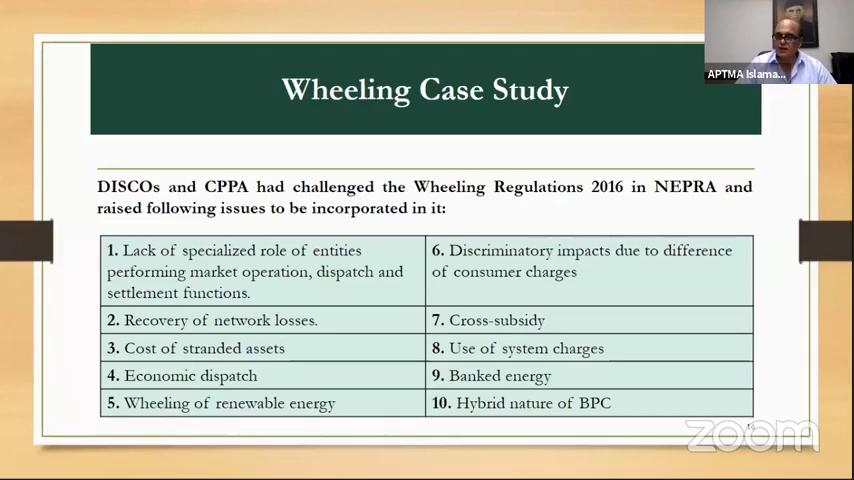 APTMA Islama...
Wheeling Case Study
DISCOs and CPPA had challenged the Wheeling Regulations 2016 in NEPRA and
raised following issues to be incorporated in it:
1. Lack of specialized role of entities
performing market operation, dispatch and
settlement functions.
6. Discriminatory impacts due to difference
of consumer charges
2. Recovery of network losses.
7. Cross-subsidy
3. Cost of stranded assets
8. Use of system charges
4. Economic dispatch
9. Banked energy
5. Wheeling of renewable energy
10. Hybrid nature of BPC
zoom